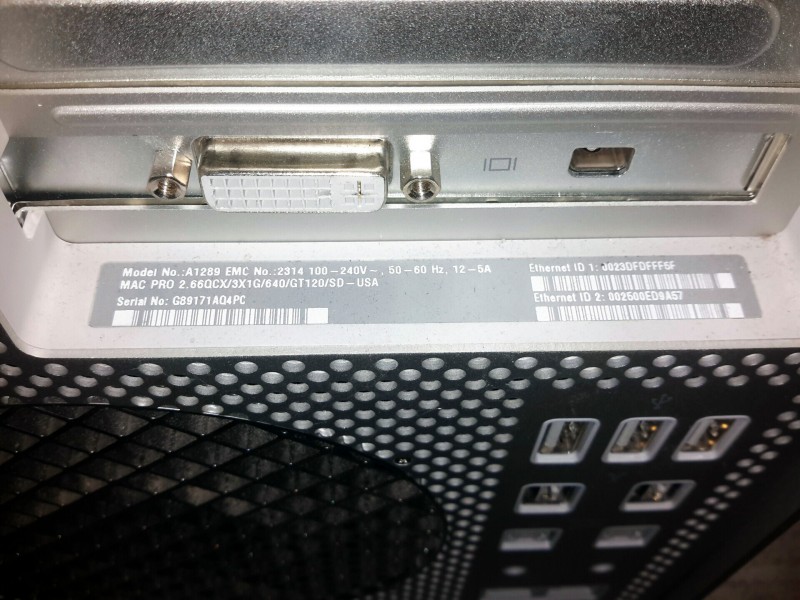 Model No.:A1289 EMC No.:2314 100-240V~, 50-60 Hz, 12-5A
MAC PRO 2.66QCX/3X1G/640/GT120/SD-USA
Serial No: G89171AQ4PC
Ethernet ID 1:
Ethernet ID 2: 002500ED9A57